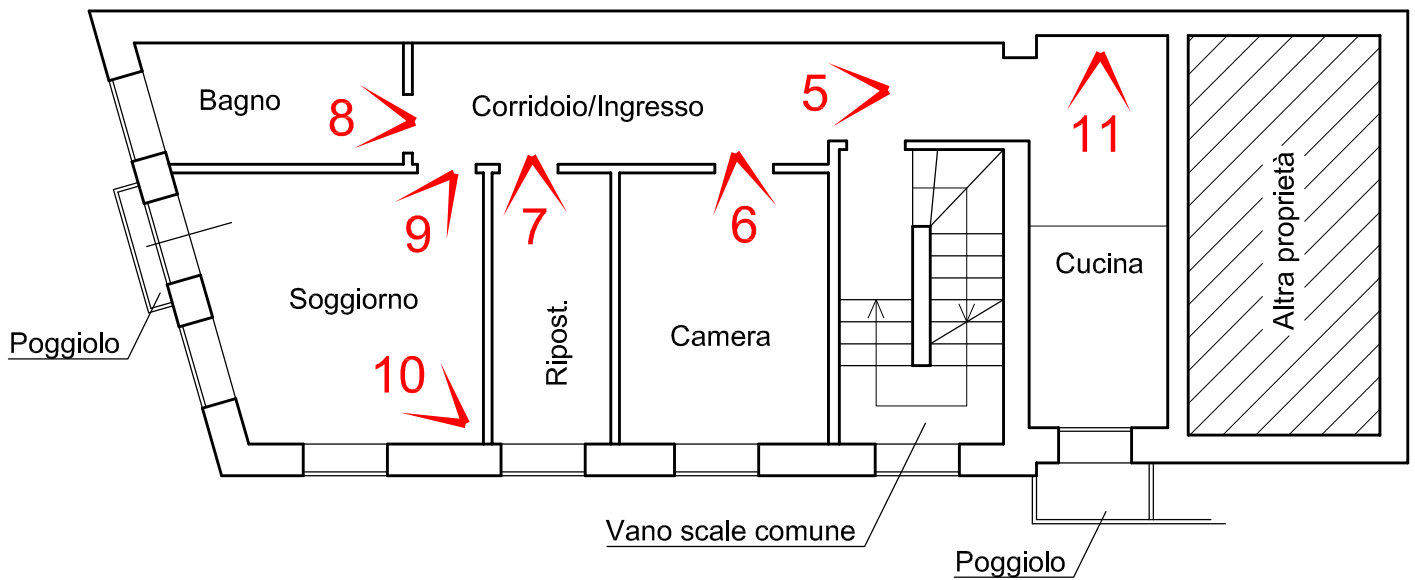 Bagno
8
Corridoio/Ingresso
5
11
9
7
6
Soggiorno
Ripost.
Camera
Cucina
Altra proprietà
Poggiolo
10
Vano scale comune
Poggiolo